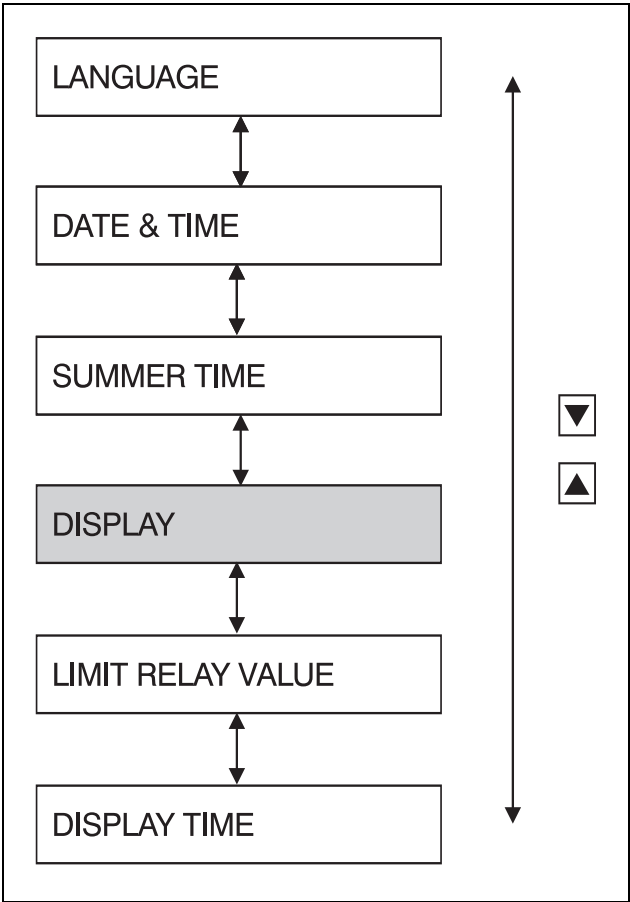 LANGUAGE
DATE & TIME
SUMMER TIME
DISPLAY
LIMIT RELAY VALUE
DISPLAY TIME